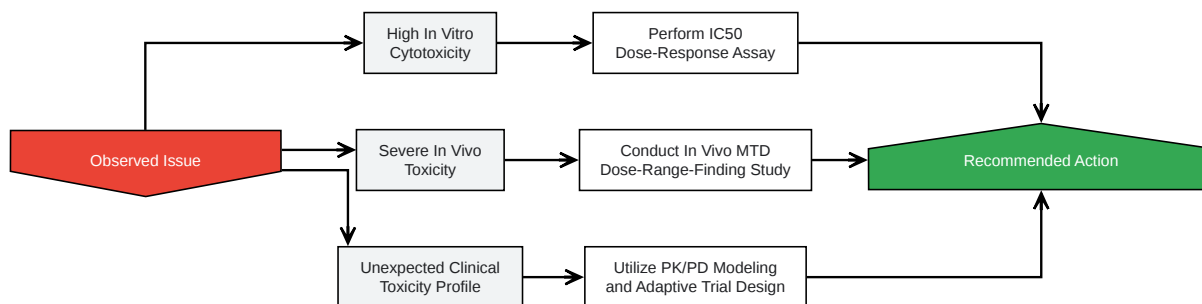 High In Vitro
Cytotoxicity
Perform IC50
Dose-Response Assay
Observed Issue
Severe In Vivo
Toxicity
Conduct In Vivo MTD
Dose-Range-Finding Study
Recommended Action
Unexpected Clinical
Toxicity Profile
Utilize PK/PD Modeling
and Adaptive Trial Design